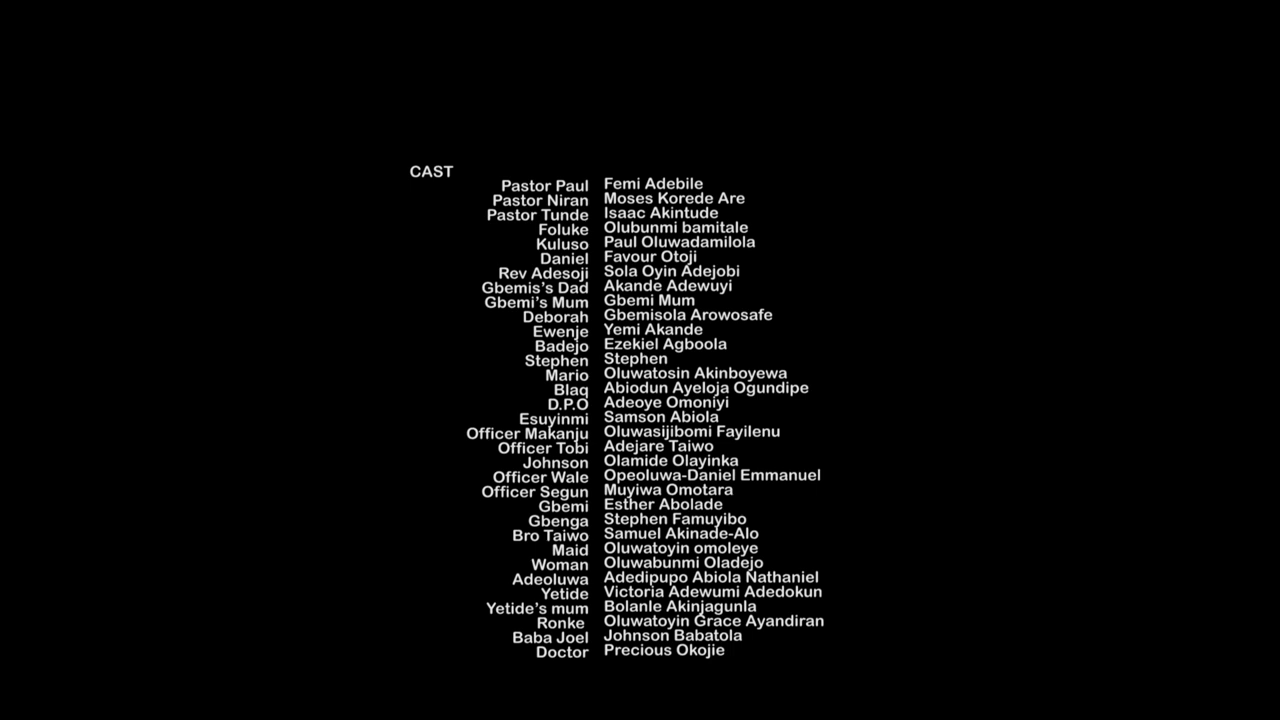 CAST
Pastor Paul Femi Adebile
Pastor Niran Moses Korede Are
Pastor Tunde Isaac Akintude
Foluke Olubunmi bamitale
Kuluso Paul Oluwadamilola
Daniel Favour Otoji
Rev Adesoji Sola Oyin Adejobi
Gbemis's Dad Akande Adewuyi
Gbemi's Mum Gbemi Mum
Deborah Gbemisola Arowosafe
Ewenje Yemi Akande
Badejo Ezekiel Agboola
Stephen Stephen
Mario Oluwatosin Akinboyewa
Blaq Abiodun Ayeloja Ogundipe
D.P.O Adeoye Omoniyi
Esuyinmi Samson Abiola
Officer Makanju Oluwasijibomi Fayilenu
Officer Tobi Adejare Taiwo
Johnson Olamide Olayinka
Officer Wale Opeoluwa-Daniel Emmanuel
Officer Segun Muyiwa Omotara
Gbemi Esther Abolade
Gbenga Stephen Famuyibo
Bro Taiwo Samuel Akinade-Alo
Maid Oluwatoyin omoleye
Woman Oluwabunmi Oladejo
Adeoluwa Adedipupo Abiola Nathaniel
Yetide Victoria Adewumi Adedokun
Yetide's mum Bolanle Akinjagunla
Ronke Oluwatoyin Grace Ayandiran
Baba Joel Johnson Babatola
Doctor Precious Okojie